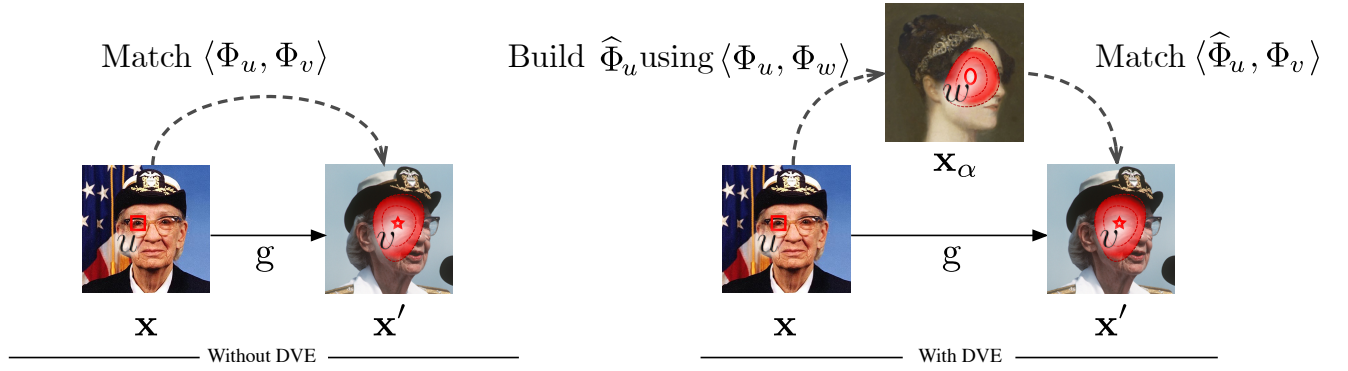 Match ⟨Φ_u, Φ_v⟩
u
v
g
x
x′
Without DVE
Build Φ̂_u using ⟨Φ_u, Φ_w⟩
Match ⟨Φ̂_u, Φ_v⟩
w
x_α
u
v
g
x
x′
With DVE